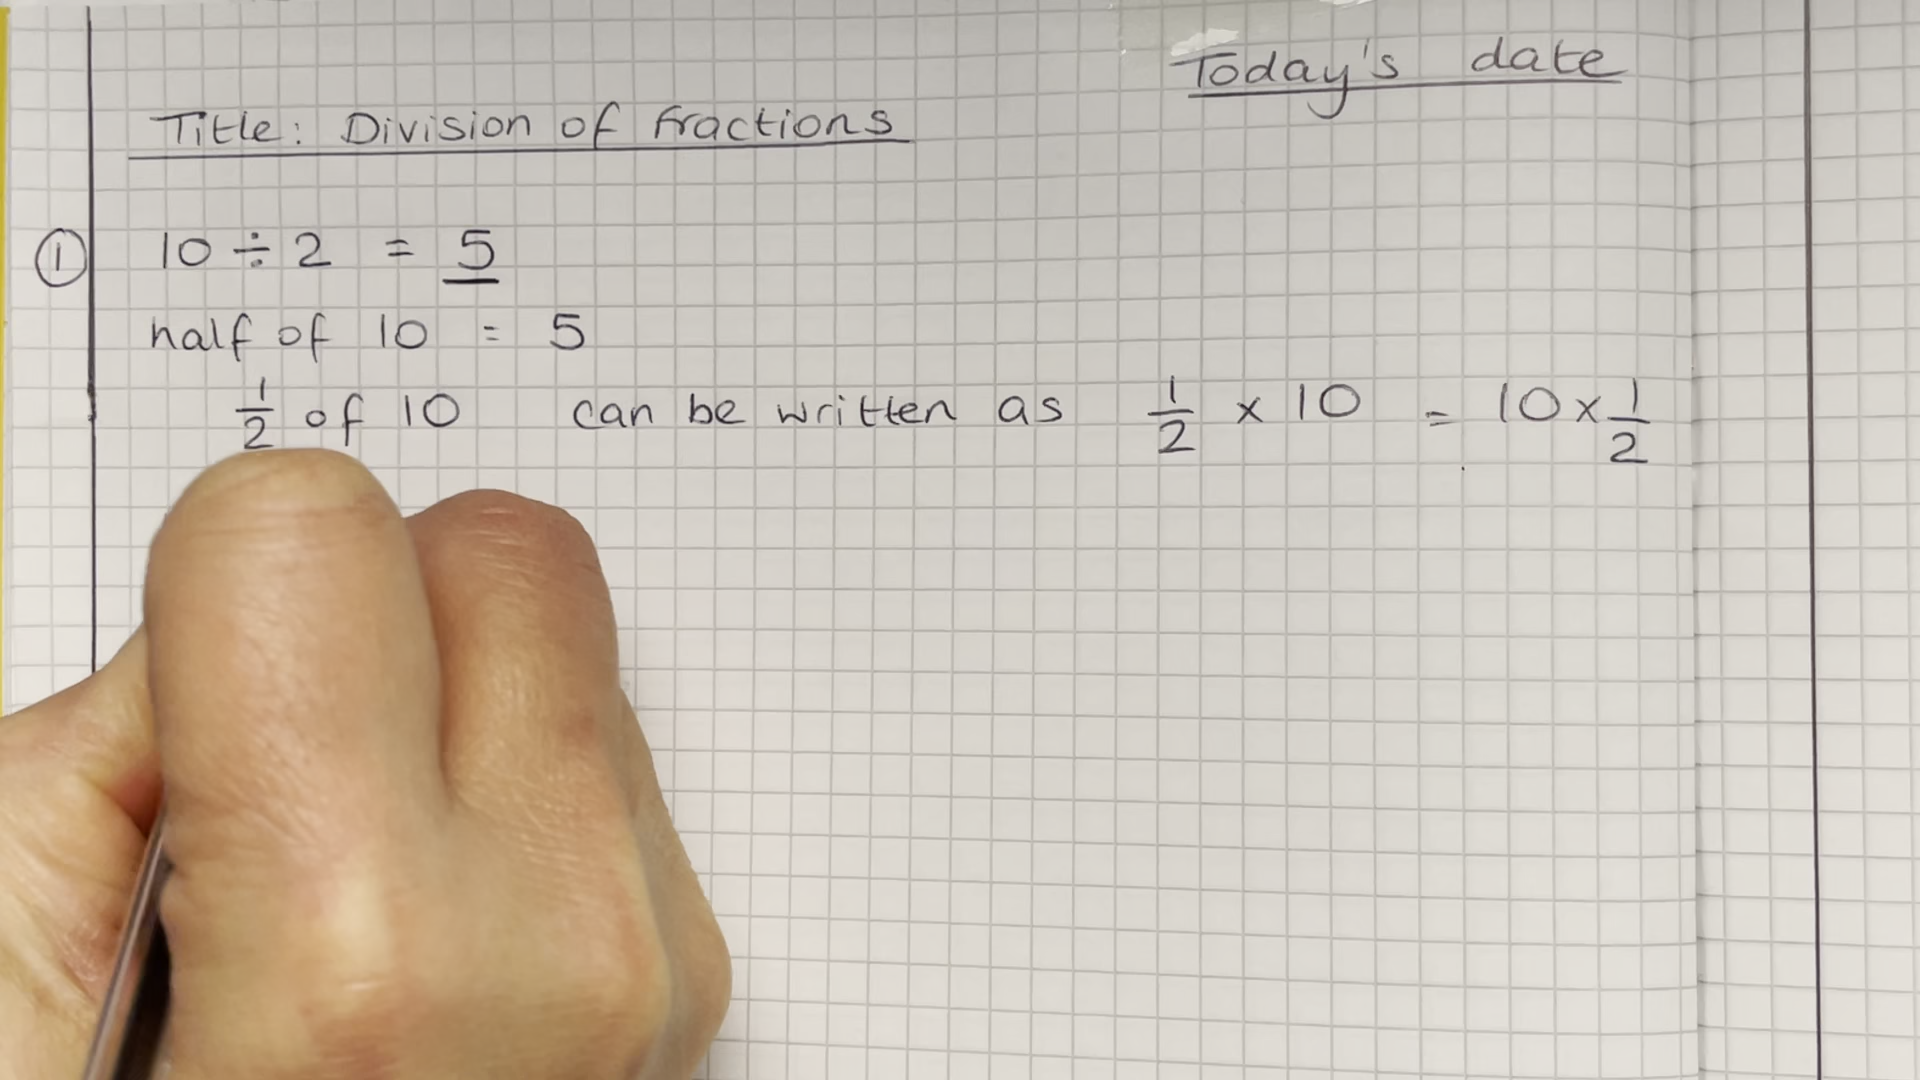 Today's date
Title: Division of fractions
① 10 ÷ 2 = 5
half of 10 = 5
1/2 of 10 can be written as 1/2 × 10 = 10 × 1/2